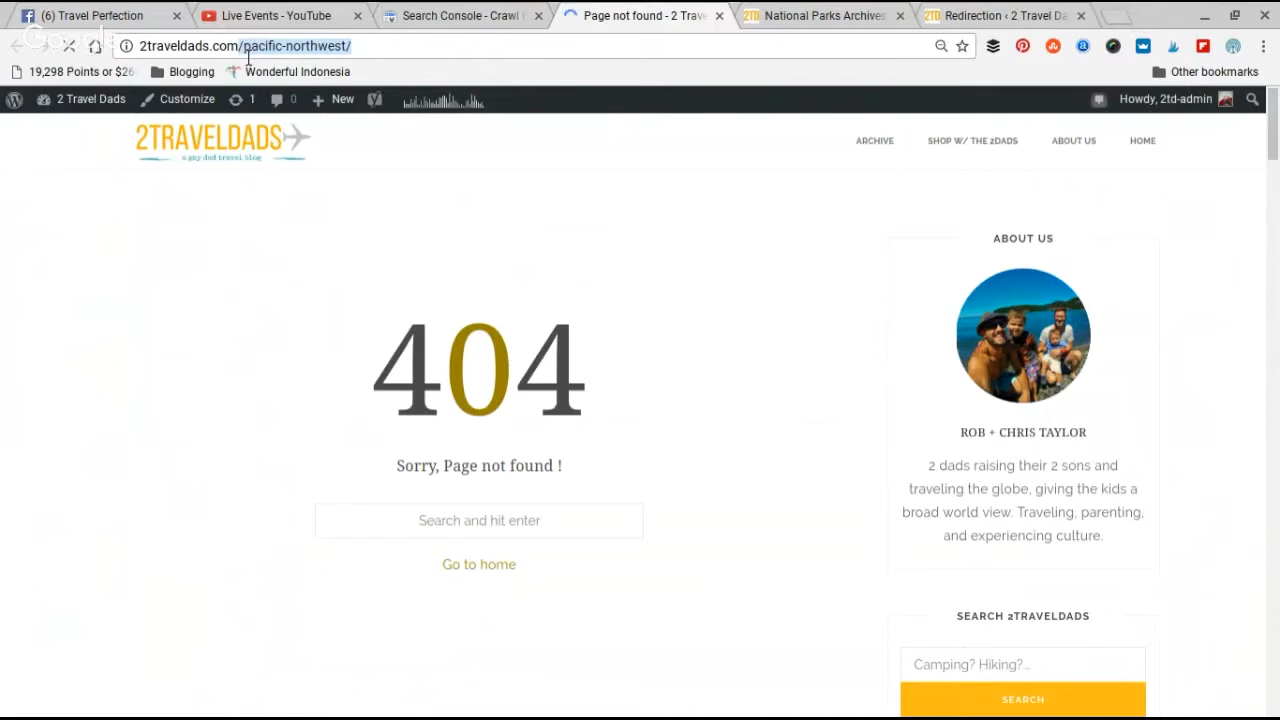 (6) Travel Perfection
Live Events - YouTube
Search Console - Crawl E
Page not found - 2 Trave
National Parks Archives
Redirection ‹ 2 Travel Da
Google
2traveldads.com/pacific-northwest/
19,298 Points or $26
Blogging
Wonderful Indonesia
Other bookmarks
2 Travel Dads
Customize
1
0
New
Howdy, 2td-admin
2TRAVELDADS
a gay dad travel blog
ARCHIVE
SHOP W/ THE 2DADS
ABOUT US
HOME
404
Sorry, Page not found !
Search and hit enter
Go to home
ABOUT US
ROB + CHRIS TAYLOR
2 dads raising their 2 sons and
traveling the globe, giving the kids a
broad world view. Traveling, parenting,
and experiencing culture.
SEARCH 2TRAVELDADS
Camping? Hiking?...
SEARCH